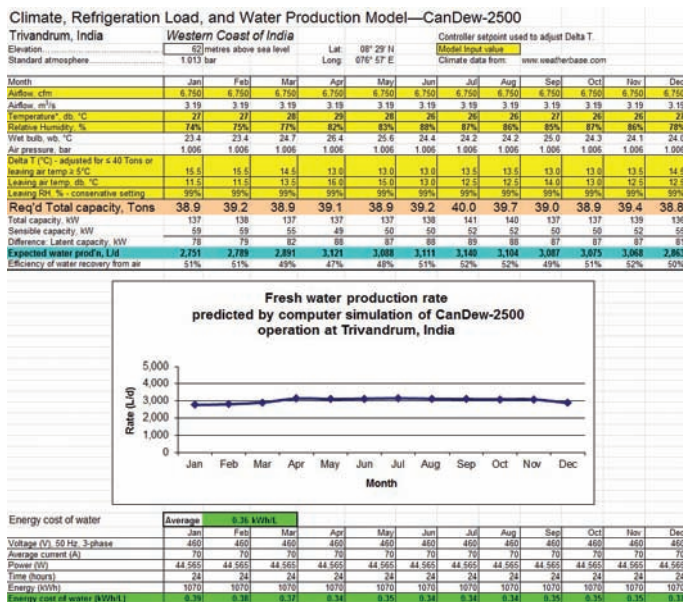 Climate, Refrigeration Load, and Water Production Model—CanDew-2500
Trivandrum, India Western Coast of India Controller setpoint used to adjust Delta T.
Elevation 62 metres above sea level Lat: 08° 29' N Model Input value
Standard atmosphere 1.013 bar Long: 076° 57' E Climate data from: www.weatherbase.com
Month Jan Feb Mar Apr May Jun Jul Aug Sep Oct Nov Dec
Airflow, cfm 6,750 6,750 6,750 6,750 6,750 6,750 6,750 6,750 6,750 6,750 6,750 6,750
Airflow, m³/s 3.19 3.19 3.19 3.19 3.19 3.19 3.19 3.19 3.19 3.19 3.19 3.19
Temperature*, db, °C 27 27 28 29 28 26 26 26 27 26 26 27
Relative Humidity, % 74% 75% 77% 82% 83% 88% 87% 86% 85% 87% 86% 78%
Wet bulb, wb, °C 23.4 23.4 24.7 26.4 25.6 24.4 24.2 24.2 25.0 24.3 24.1 24.0
Air pressure, bar 1.006 1.006 1.006 1.006 1.006 1.006 1.006 1.006 1.006 1.006 1.006 1.006
Delta T (°C) - adjusted for ≤ 40 Tons or
leaving air temp ≥ 5°C 15.5 15.5 14.5 13.0 13.0 13.0 13.5 13.5 13.0 13.0 13.5 14.5
Leaving air temp, db, °C 11.5 11.5 13.5 16.0 15.0 13.0 12.5 12.5 14.0 13.0 12.5 12.5
Leaving RH, % - conservative setting 99% 99% 99% 99% 99% 99% 99% 99% 99% 99% 99% 99%
Req'd Total capacity, Tons 38.9 39.2 38.9 39.1 38.9 39.2 40.0 39.7 39.0 38.9 39.4 38.8
Total capacity, kW 137 138 137 137 137 138 141 140 137 137 139 136
Sensible capacity, kW 59 59 55 49 50 50 52 52 50 50 52 55
Difference: Latent capacity, kW 78 79 82 88 87 88 89 88 87 87 87 81
Expected water prod'n, L/d 2,751 2,789 2,891 3,121 3,088 3,111 3,140 3,104 3,087 3,075 3,068 2,863
Efficiency of water recovery from air 51% 51% 49% 47% 48% 51% 52% 52% 49% 51% 52% 50%
Fresh water production rate
predicted by computer simulation of CanDew-2500
operation at Trivandrum, India
5,000
4,000
3,000
2,000
1,000
0
Rate (L/d)
Jan Feb Mar Apr May Jun Jul Aug Sep Oct Nov Dec
Month
Energy cost of water Average 0.36 kWh/L
Jan Feb Mar Apr May Jun Jul Aug Sep Oct Nov Dec
Voltage (V), 50 Hz, 3-phase 460 460 460 460 460 460 460 460 460 460 460 460
Average current (A) 70 70 70 70 70 70 70 70 70 70 70 70
Power (W) 44,565 44,565 44,565 44,565 44,565 44,565 44,565 44,565 44,565 44,565 44,565 44,565
Time (hours) 24 24 24 24 24 24 24 24 24 24 24 24
Energy (kWh) 1070 1070 1070 1070 1070 1070 1070 1070 1070 1070 1070 1070
Energy cost of water (kWh/L) 0.39 0.38 0.37 0.34 0.35 0.34 0.34 0.34 0.35 0.35 0.35